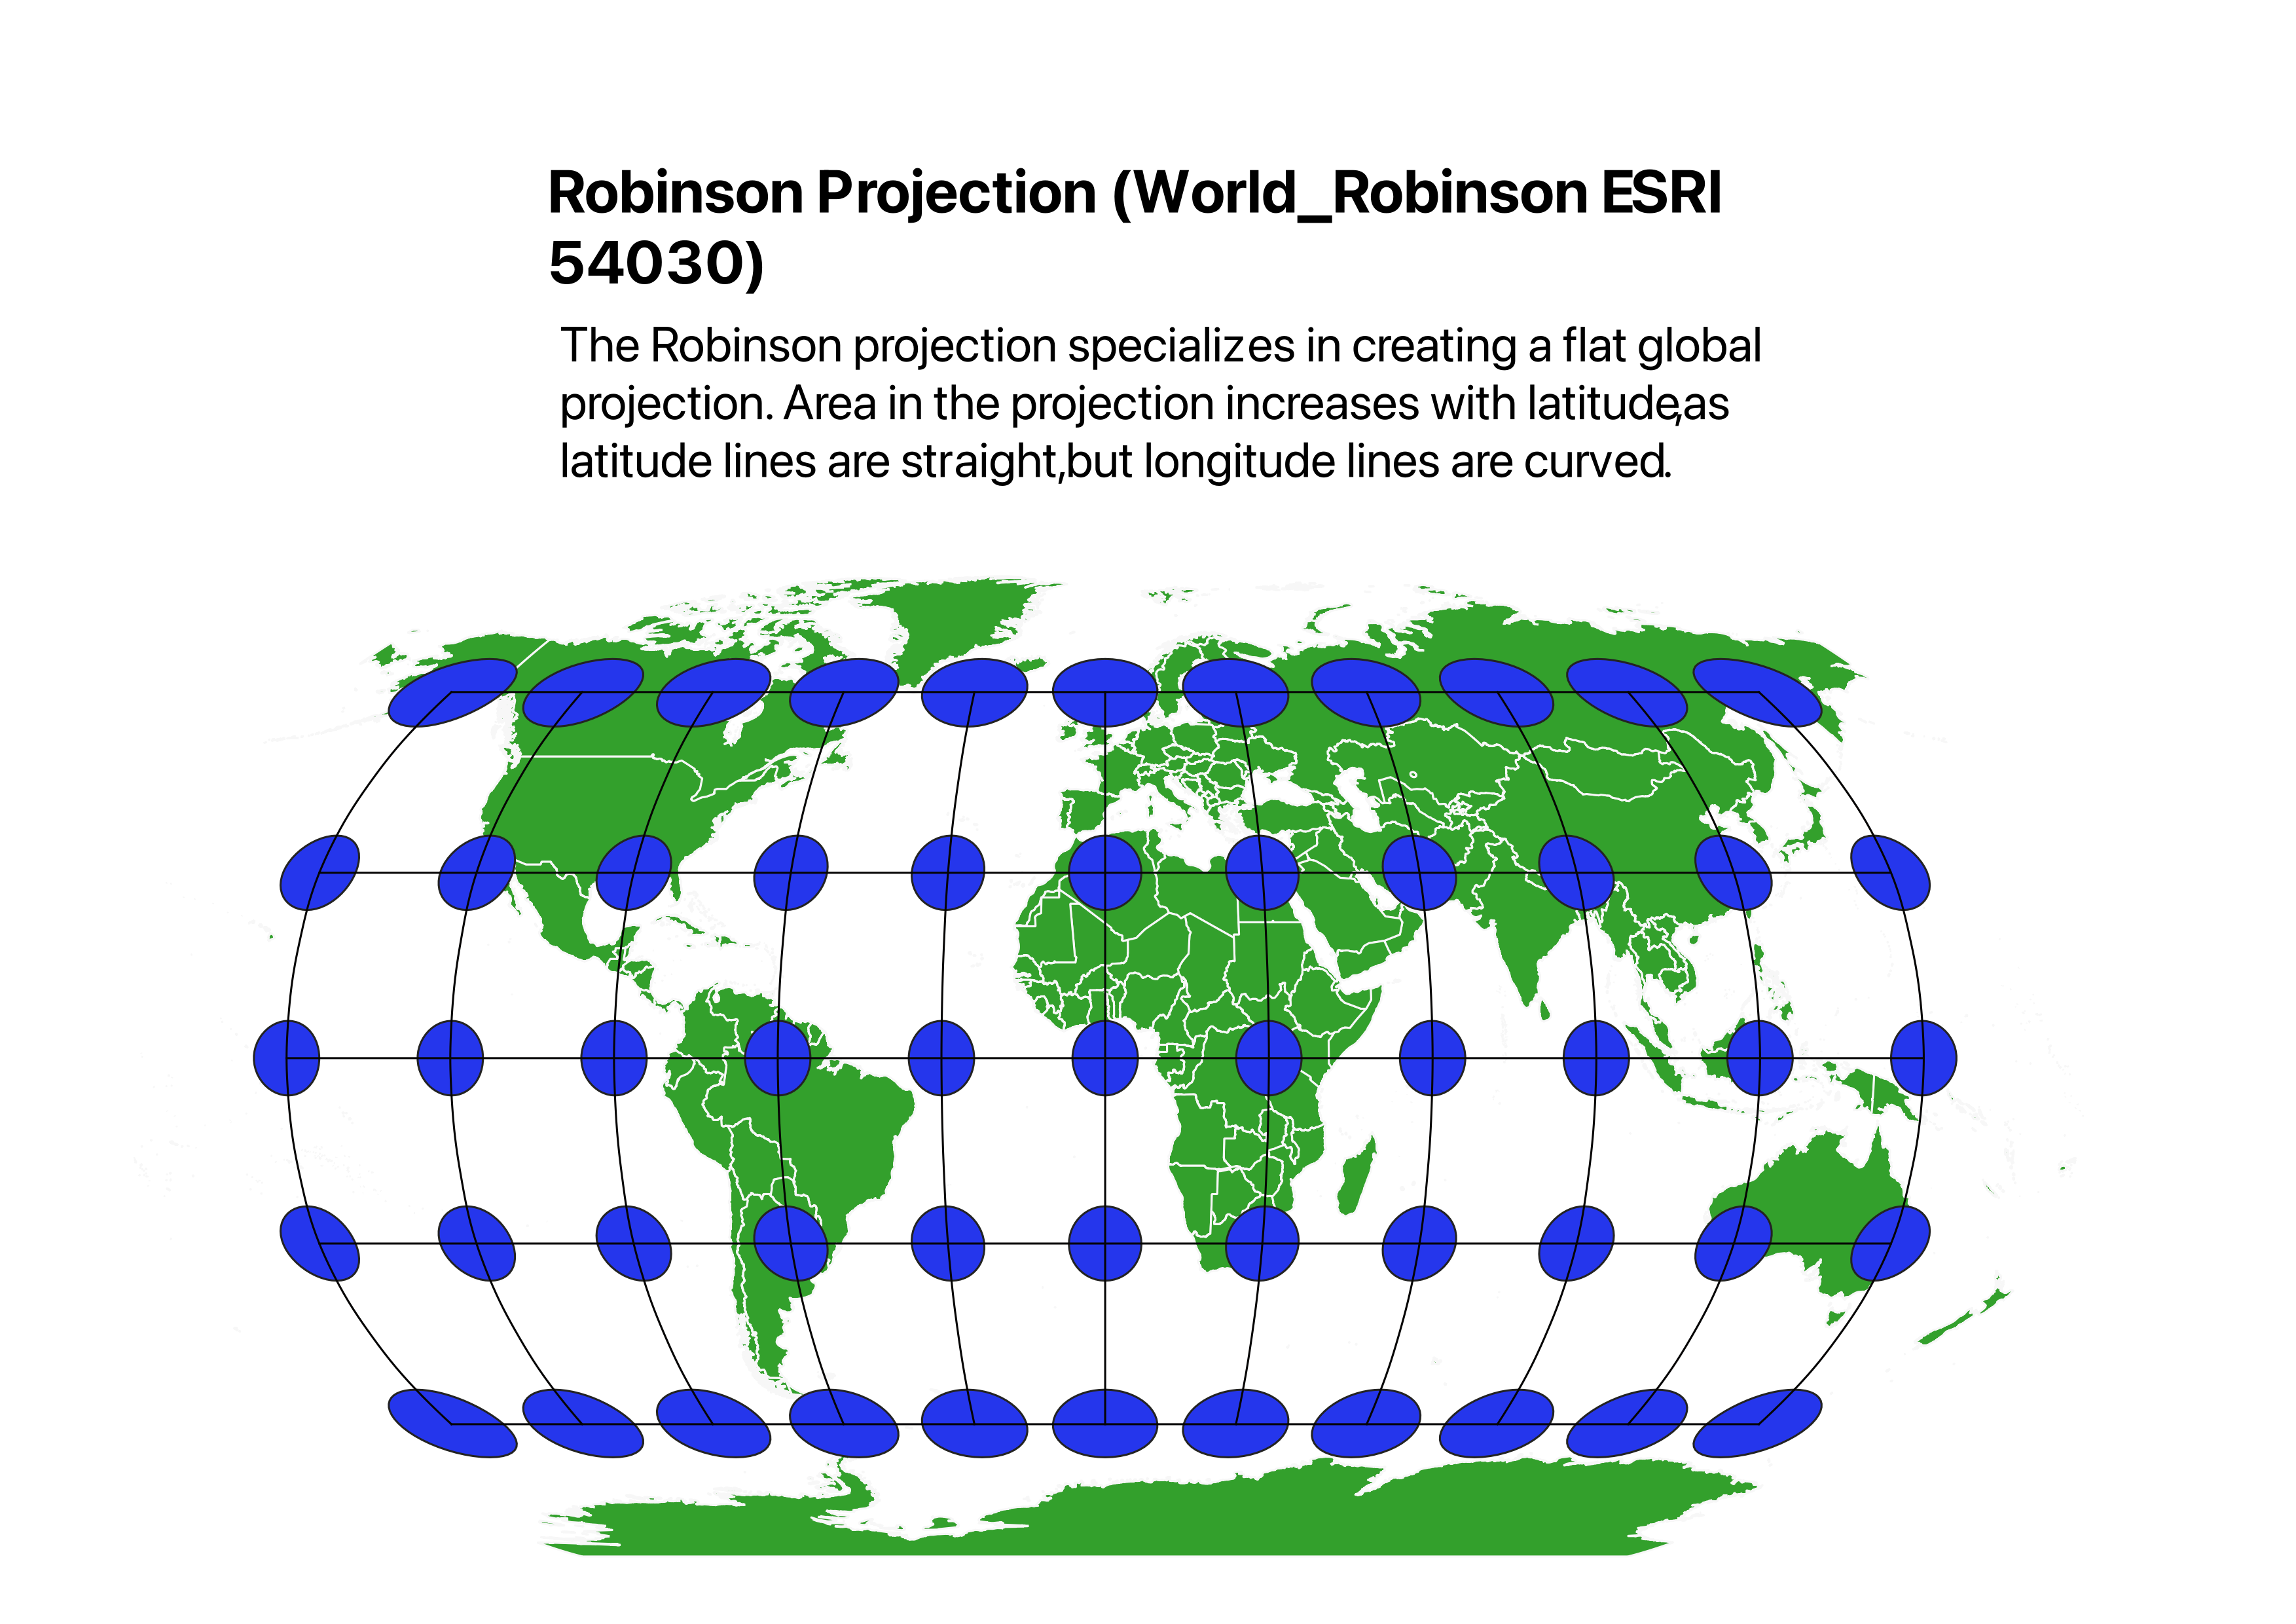 Robinson Projection (World_Robinson ESRI
54030)
The Robinson projection specializes in creating a flat global
projection. Area in the projection increases with latitude,as
latitude lines are straight,but longitude lines are curved.